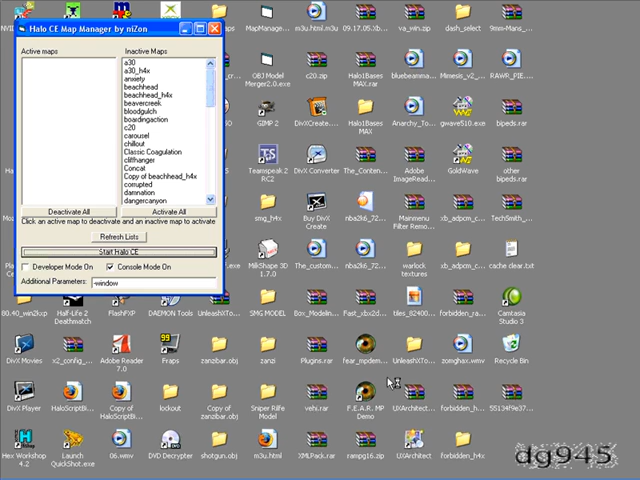 Halo CE Map Manager by niZon
Active maps
Inactive Maps
a30
a30_h4x
anxiety
beachhead
beachhead_h4x
beavercreek
bloodgulch
boardingaction
c20
carousel
chillout
Classic Coagulation
cliffhanger
Concat
Copy of beachhead_h4x
corrupted
damnation
dangercanyon
Deactivate All
Activate All
Click an active map to deactivate and an inactive map to activate
Refresh Lists
Start Halo CE
Developer Mode On
Console Mode On
Additional Parameters:
-window
MapManage...
m3u.html.m3u
09.17.05.Xb...
va_win.zip
dash_select
9mm-Mans_...
OBJ Model
Merger2.0.exe
c20.zip
Halo1Bases
MAX.rar
bluebeamma...
Mimesis_v2_...
RAWR_PIE....
GIMP 2
DivXCreate....
Halo1Bases
MAX
Anarchy_To...
gwave510.exe
bipeds.rar
Teamspeak 2
RC2
DivX Converter
The_Conten...
Adobe
ImageRead...
GoldWave
other
bipeds.rar
smg_h4x
Buy DivX
Create
nba2k6_72...
Mainmenu
Filter Remo...
xb_adpcm_c...
TechSmith_...
MilkShape 3D
1.7.0
The_custom...
nba2k6_72...
warlock
textures
xb_adpcm_c...
cache clear.txt
80.40_win2kxp
Half-Life 2
Deathmatch
FlashFXP
DAEMON Tools
UnleashXTo...
SMG MODEL
Box_Modelin...
Fast_xbx2d...
tiles_82400...
forbidden_r...
Camtasia
Studio 3
DivX Movies
x2_config_...
Adobe
Reader 7.0
Fraps
zanzibar.obj
zanzi
Plugins.rar
fear_mpdem...
UnleashXTo...
zomghax.wmv
Recycle Bin
DivX Player
HaloScriptBi...
Copy of
HaloScriptBi...
lockout
Copy of
zanzibar.obj
Sniper Rilfe
Model
vehi.rar
F.E.A.R. MP
Demo
UXArchitect...
forbidden_h...
55134f9e37...
Hex Workshop
4.2
Launch
QuickShot.exe
06.wmv
DVD Decrypter
shotgun.obj
m3u.html
XMLPack.rar
rampg16.zip
UXArchitect
forbidden_h4x
dg945